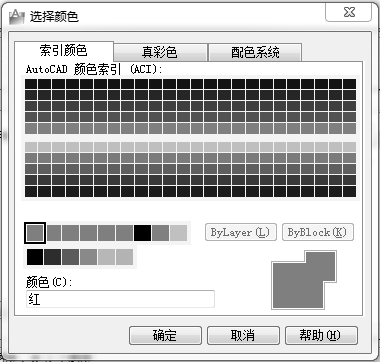 选择颜色
索引颜色 真彩色 配色系统
AutoCAD 颜色索引 (ACI):
ByLayer(L) ByBlock(K)
颜色(C):
红
确定 取消 帮助(H)